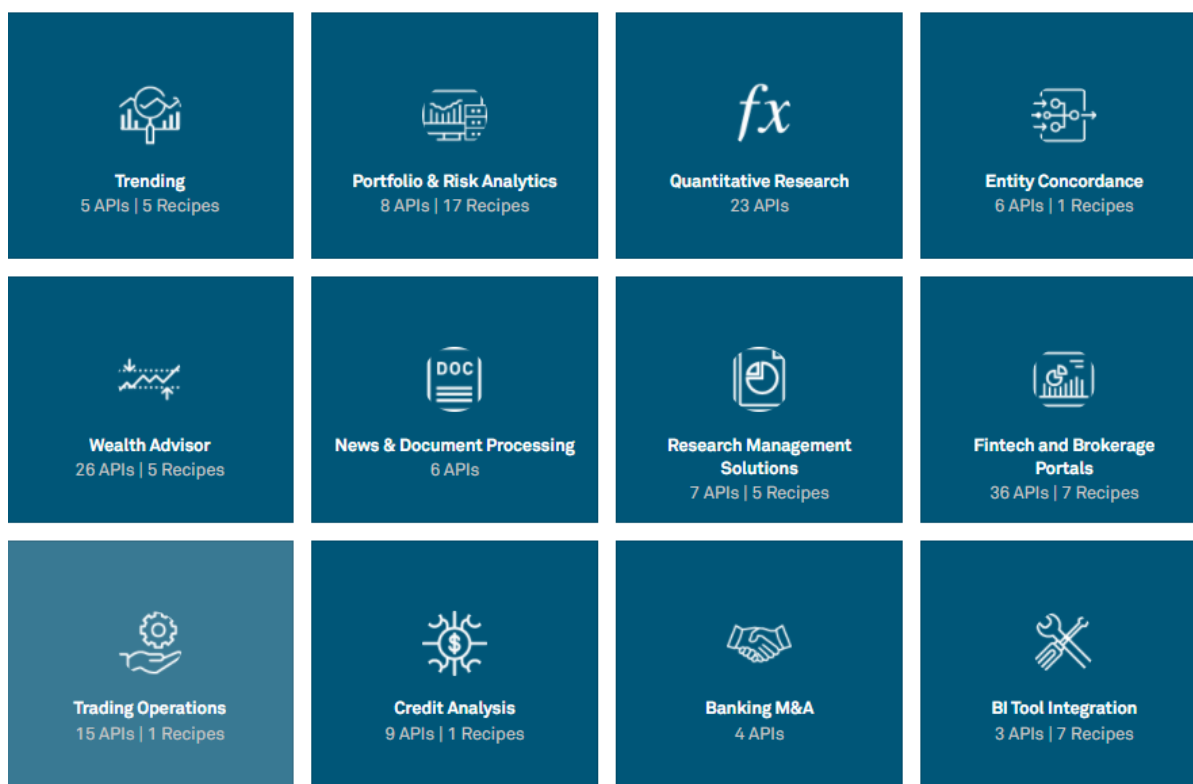 Trending
5 APIs | 5 Recipes
Portfolio & Risk Analytics
8 APIs | 17 Recipes
fx
Quantitative Research
23 APIs
Entity Concordance
6 APIs | 1 Recipes
Wealth Advisor
26 APIs | 5 Recipes
DOC
News & Document Processing
6 APIs
Research Management
Solutions
7 APIs | 5 Recipes
Fintech and Brokerage
Portals
36 APIs | 7 Recipes
Trading Operations
15 APIs | 1 Recipes
$
Credit Analysis
9 APIs | 1 Recipes
Banking M&A
4 APIs
BI Tool Integration
3 APIs | 7 Recipes